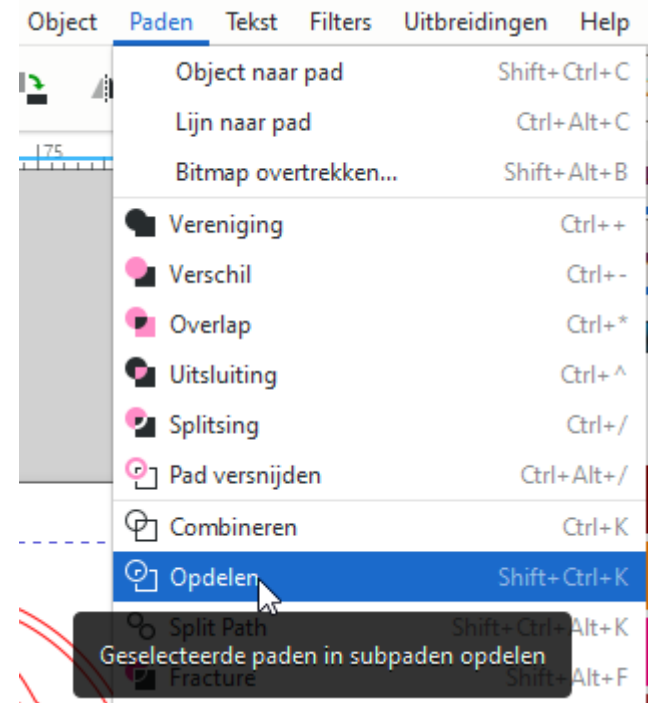 Object Paden Tekst Filters Uitbreidingen Help
75
Object naar pad Shift+Ctrl+C
Lijn naar pad Ctrl+Alt+C
Bitmap overtrekken... Shift+Alt+B
Vereniging Ctrl++
Verschil Ctrl+-
Overlap Ctrl+*
Uitsluiting Ctrl+^
Splitsing Ctrl+/
Pad versnijden Ctrl+Alt+/
Combineren Ctrl+K
Opdelen Shift+Ctrl+K
Split Path Shift+Ctrl+Alt+K
Geselecteerde paden in subpaden opdelen
Fracture Shift+Alt+F